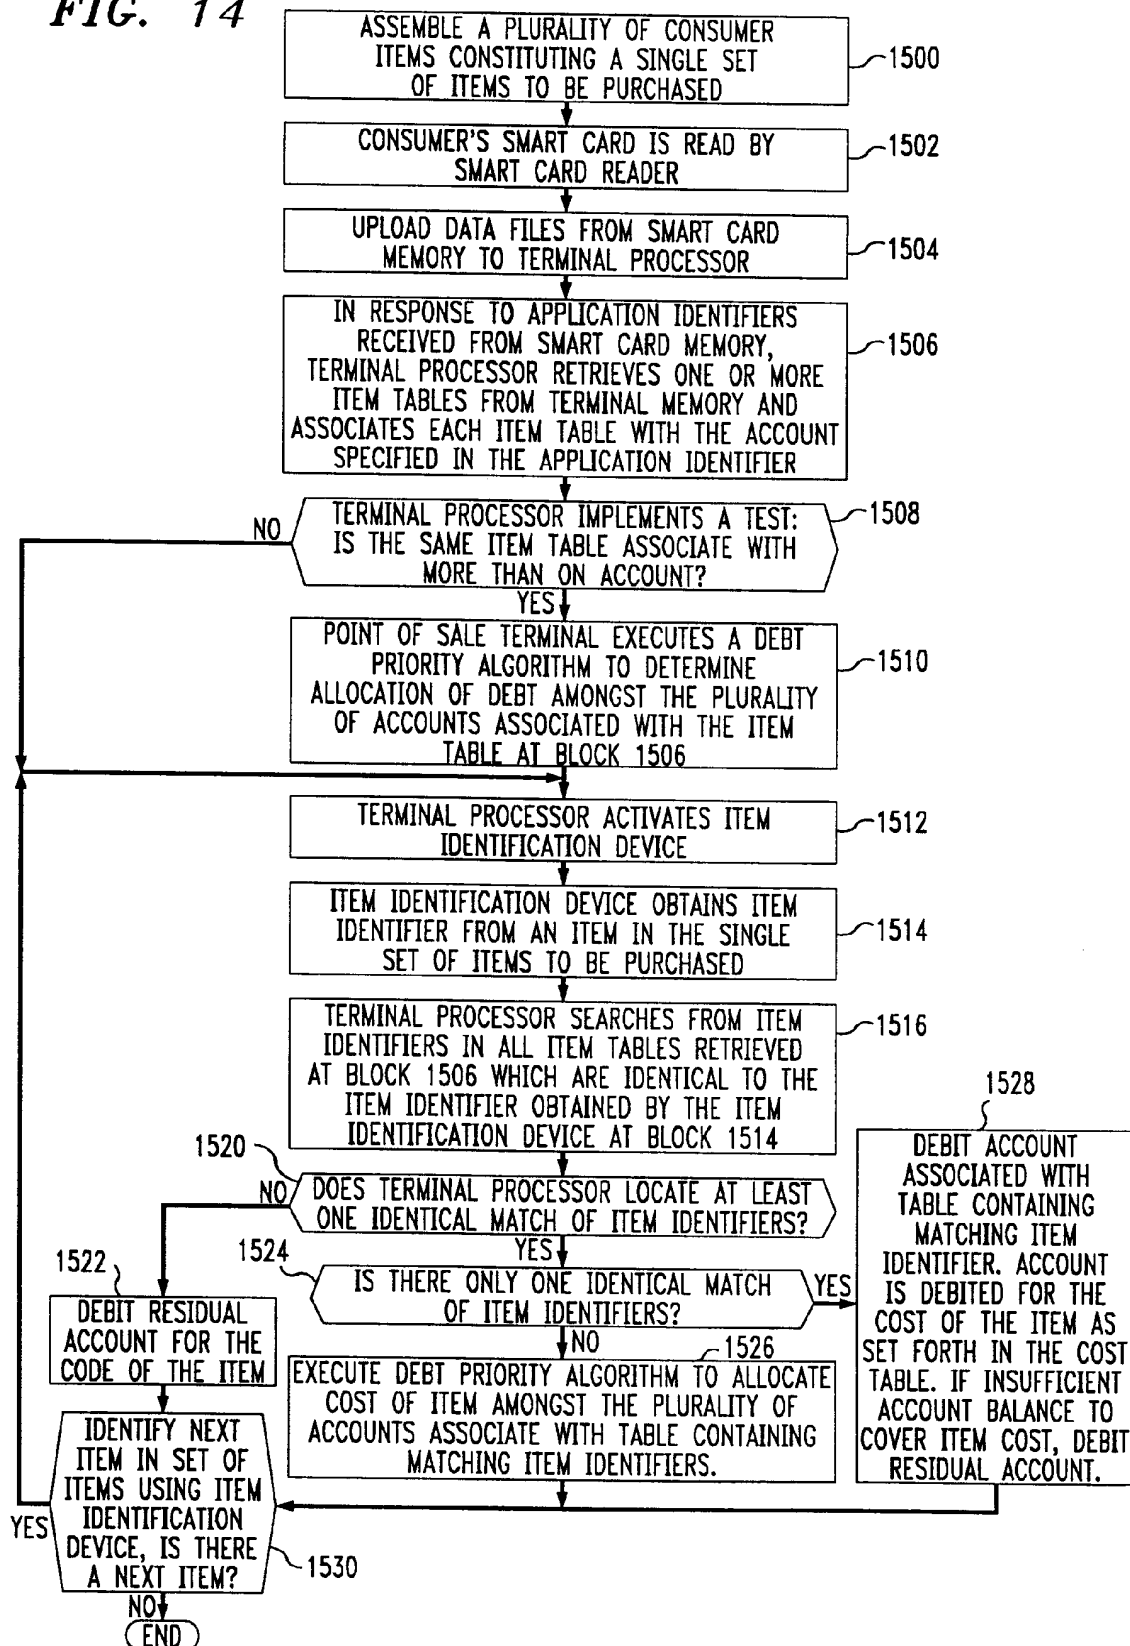 FIG. 14
ASSEMBLE A PLURALITY OF CONSUMER
ITEMS CONSTITUTING A SINGLE SET
OF ITEMS TO BE PURCHASED
1500
CONSUMER'S SMART CARD IS READ BY
SMART CARD READER
1502
UPLOAD DATA FILES FROM SMART CARD
MEMORY TO TERMINAL PROCESSOR
1504
IN RESPONSE TO APPLICATION IDENTIFIERS
RECEIVED FROM SMART CARD MEMORY,
TERMINAL PROCESSOR RETRIEVES ONE OR MORE
ITEM TABLES FROM TERMINAL MEMORY AND
ASSOCIATES EACH ITEM TABLE WITH THE ACCOUNT
SPECIFIED IN THE APPLICATION IDENTIFIER
1506
TERMINAL PROCESSOR IMPLEMENTS A TEST:
IS THE SAME ITEM TABLE ASSOCIATE WITH
MORE THAN ON ACCOUNT?
1508
NO
YES
POINT OF SALE TERMINAL EXECUTES A DEBT
PRIORITY ALGORITHM TO DETERMINE
ALLOCATION OF DEBT AMONGST THE PLURALITY
OF ACCOUNTS ASSOCIATED WITH THE ITEM
TABLE AT BLOCK 1506
1510
TERMINAL PROCESSOR ACTIVATES ITEM
IDENTIFICATION DEVICE
1512
ITEM IDENTIFICATION DEVICE OBTAINS ITEM
IDENTIFIER FROM AN ITEM IN THE SINGLE
SET OF ITEMS TO BE PURCHASED
1514
TERMINAL PROCESSOR SEARCHES FROM ITEM
IDENTIFIERS IN ALL ITEM TABLES RETRIEVED
AT BLOCK 1506 WHICH ARE IDENTICAL TO THE
ITEM IDENTIFIER OBTAINED BY THE ITEM
IDENTIFICATION DEVICE AT BLOCK 1514
1516
1520
DOES TERMINAL PROCESSOR LOCATE AT LEAST
ONE IDENTICAL MATCH OF ITEM IDENTIFIERS?
NO
YES
1524
IS THERE ONLY ONE IDENTICAL MATCH
OF ITEM IDENTIFIERS?
YES
NO
1528
DEBIT ACCOUNT
ASSOCIATED WITH
TABLE CONTAINING
MATCHING ITEM
IDENTIFIER. ACCOUNT
IS DEBITED FOR THE
COST OF THE ITEM AS
SET FORTH IN THE COST
TABLE. IF INSUFFICIENT
ACCOUNT BALANCE TO
COVER ITEM COST, DEBIT
RESIDUAL ACCOUNT.
1522
DEBIT RESIDUAL
ACCOUNT FOR THE
CODE OF THE ITEM
1526
EXECUTE DEBT PRIORITY ALGORITHM TO ALLOCATE
COST OF ITEM AMONGST THE PLURALITY OF
ACCOUNTS ASSOCIATE WITH TABLE CONTAINING
MATCHING ITEM IDENTIFIERS.
IDENTIFY NEXT
ITEM IN SET OF
ITEMS USING ITEM
IDENTIFICATION
DEVICE, IS THERE
A NEXT ITEM?
1530
YES
NO
END